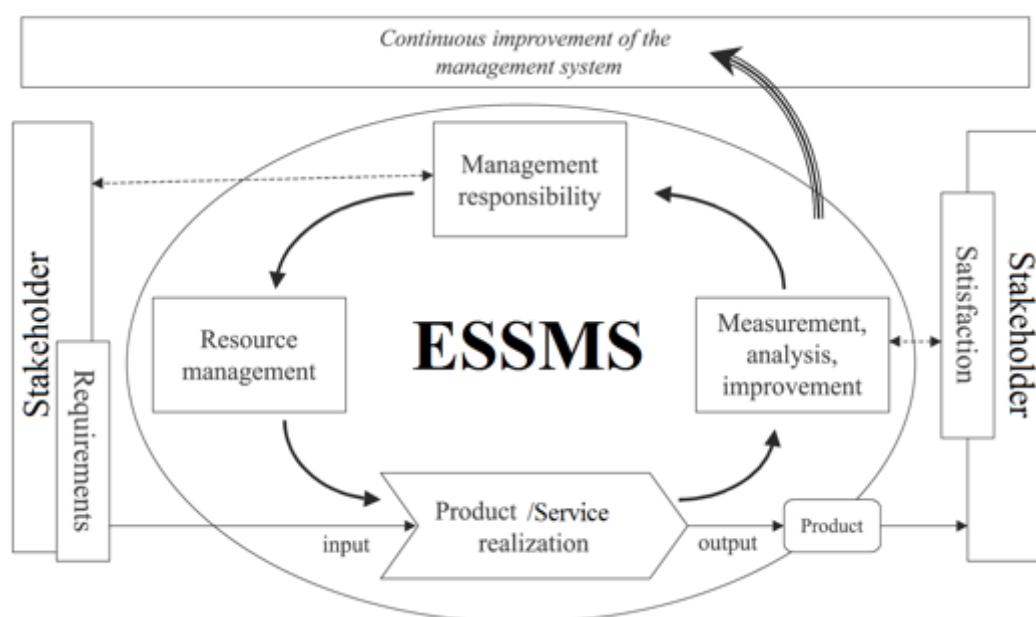 Continuous improvement of the
management system
Management
responsibility
Stakeholder
Requirements
Resource
management
ESSMS
Measurement,
analysis,
improvement
Satisfaction
Stakeholder
Product /Service
realization
input
output
Product